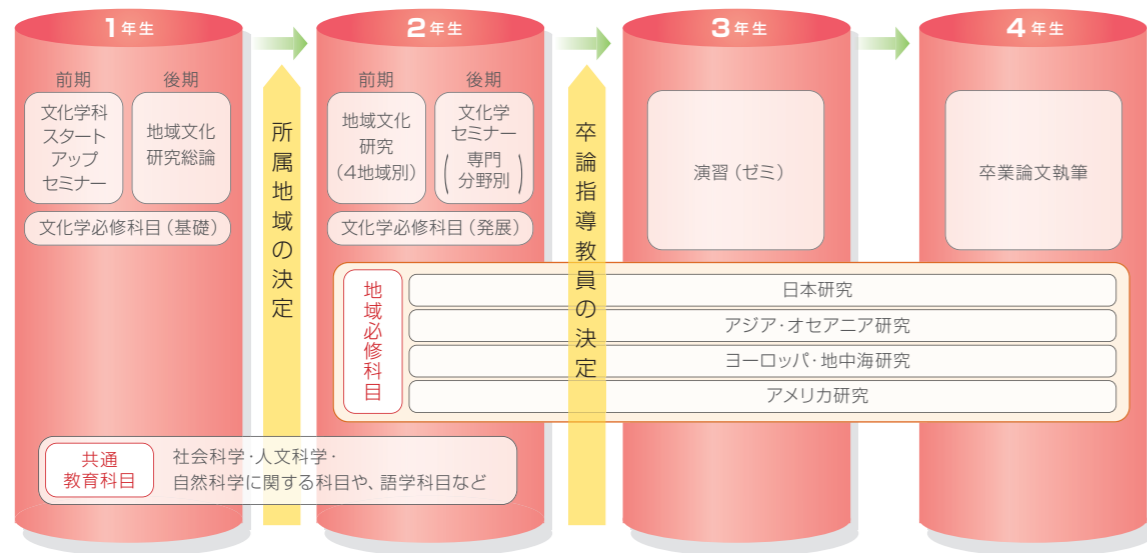 1年生
前期
後期
文化学科
スタート
アップ
セミナー
地域文化
研究総論
文化学必修科目(基礎)
所属地域の決定
2年生
前期
後期
地域文化
研究
(4地域別)
文化学
セミナー
(専門
分野別)
文化学必修科目(発展)
卒論指導教員の決定
3年生
演習(ゼミ)
4年生
卒業論文執筆
地域必修科目
日本研究
アジア・オセアニア研究
ヨーロッパ・地中海研究
アメリカ研究
共通
教育科目
社会科学・人文科学・
自然科学に関する科目や、語学科目など